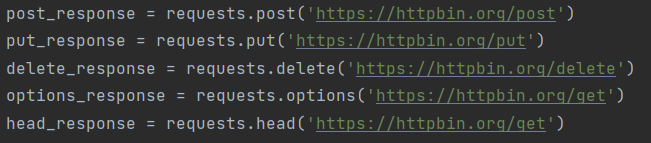 post_response = requests.post('https://httpbin.org/post')
put_response = requests.put('https://httpbin.org/put')
delete_response = requests.delete('https://httpbin.org/delete')
options_response = requests.options('https://httpbin.org/get')
head_response = requests.head('https://httpbin.org/get')